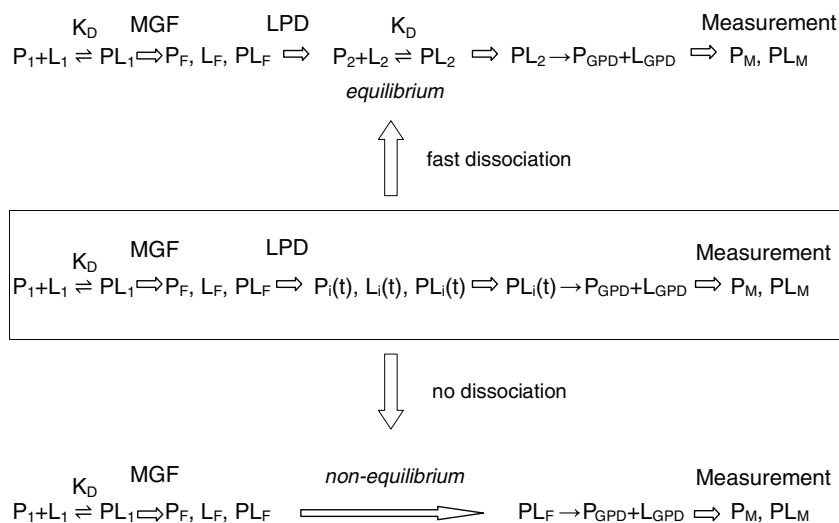 K_D MGF LPD K_D Measurement
P₁+L₁ ⇌ PL₁ ⇨ P_F, L_F, PL_F ⇨ P₂+L₂ ⇌ PL₂ ⇨ PL₂ → P_GPD+L_GPD ⇨ P_M, PL_M
equilibrium
fast dissociation
K_D MGF LPD Measurement
P₁+L₁ ⇌ PL₁ ⇨ P_F, L_F, PL_F ⇨ P_i(t), L_i(t), PL_i(t) ⇨ PL_i(t) → P_GPD+L_GPD ⇨ P_M, PL_M
no dissociation
K_D MGF non-equilibrium Measurement
P₁+L₁ ⇌ PL₁ ⇨ P_F, L_F, PL_F ⇨ PL_F → P_GPD+L_GPD ⇨ P_M, PL_M